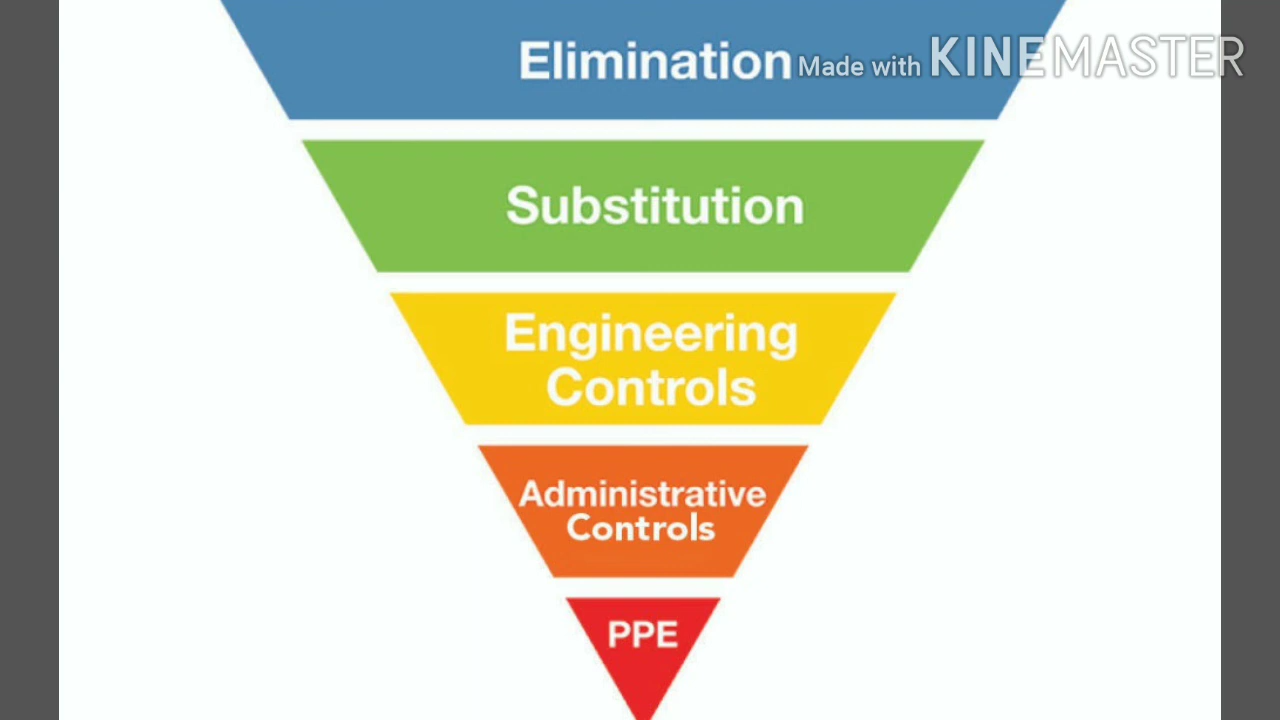 Elimination
Made with KINEMASTER
Substitution
Engineering
Controls
Administrative
Controls
PPE